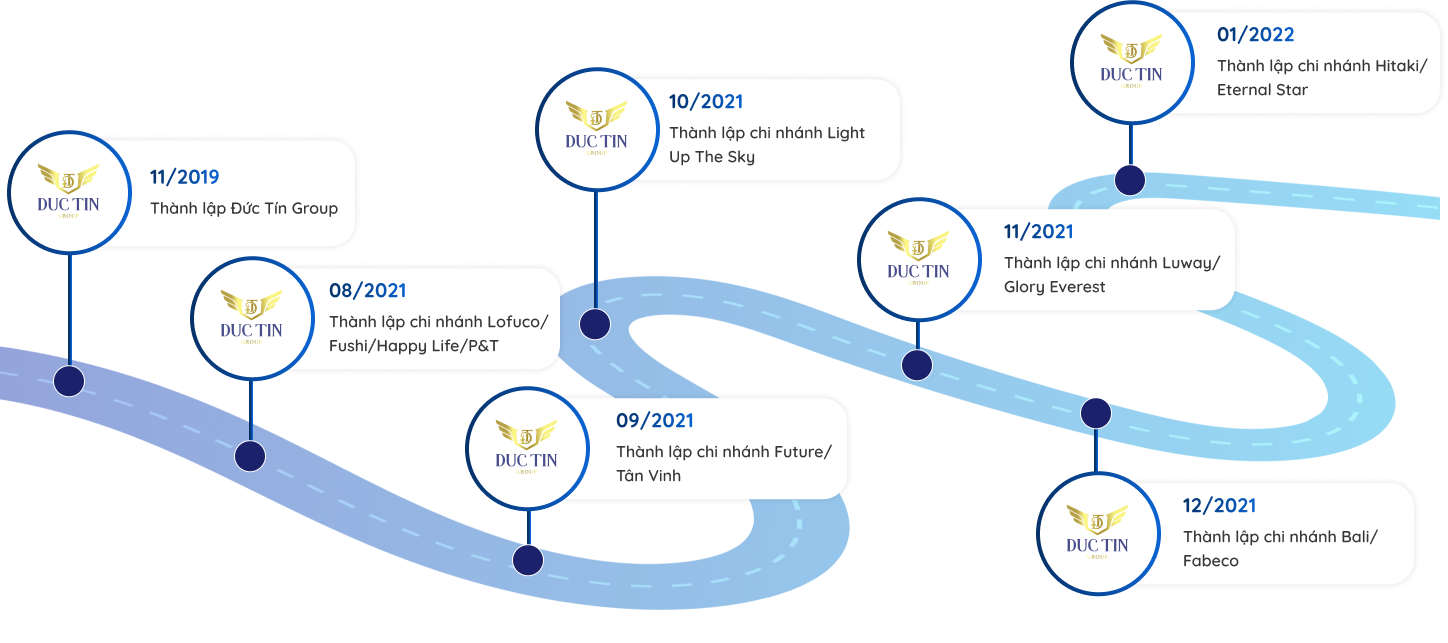 DUC TIN
GROUP
11/2019
Thành lập Đức Tín Group
DUC TIN
GROUP
08/2021
Thành lập chi nhánh Lofuco/
Fushi/Happy Life/P&T
DUC TIN
GROUP
09/2021
Thành lập chi nhánh Future/
Tân Vinh
DUC TIN
GROUP
10/2021
Thành lập chi nhánh Light
Up The Sky
DUC TIN
GROUP
11/2021
Thành lập chi nhánh Luway/
Glory Everest
DUC TIN
GROUP
12/2021
Thành lập chi nhánh Bali/
Fabeco
DUC TIN
GROUP
01/2022
Thành lập chi nhánh Hitaki/
Eternal Star